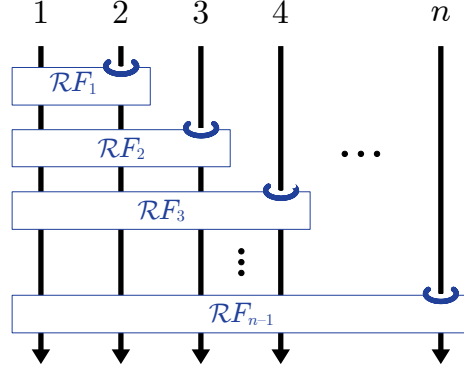 1 2 3 4 n
ℛF₁
ℛF₂
…
ℛF₃
⋮
ℛFₙ₋₁